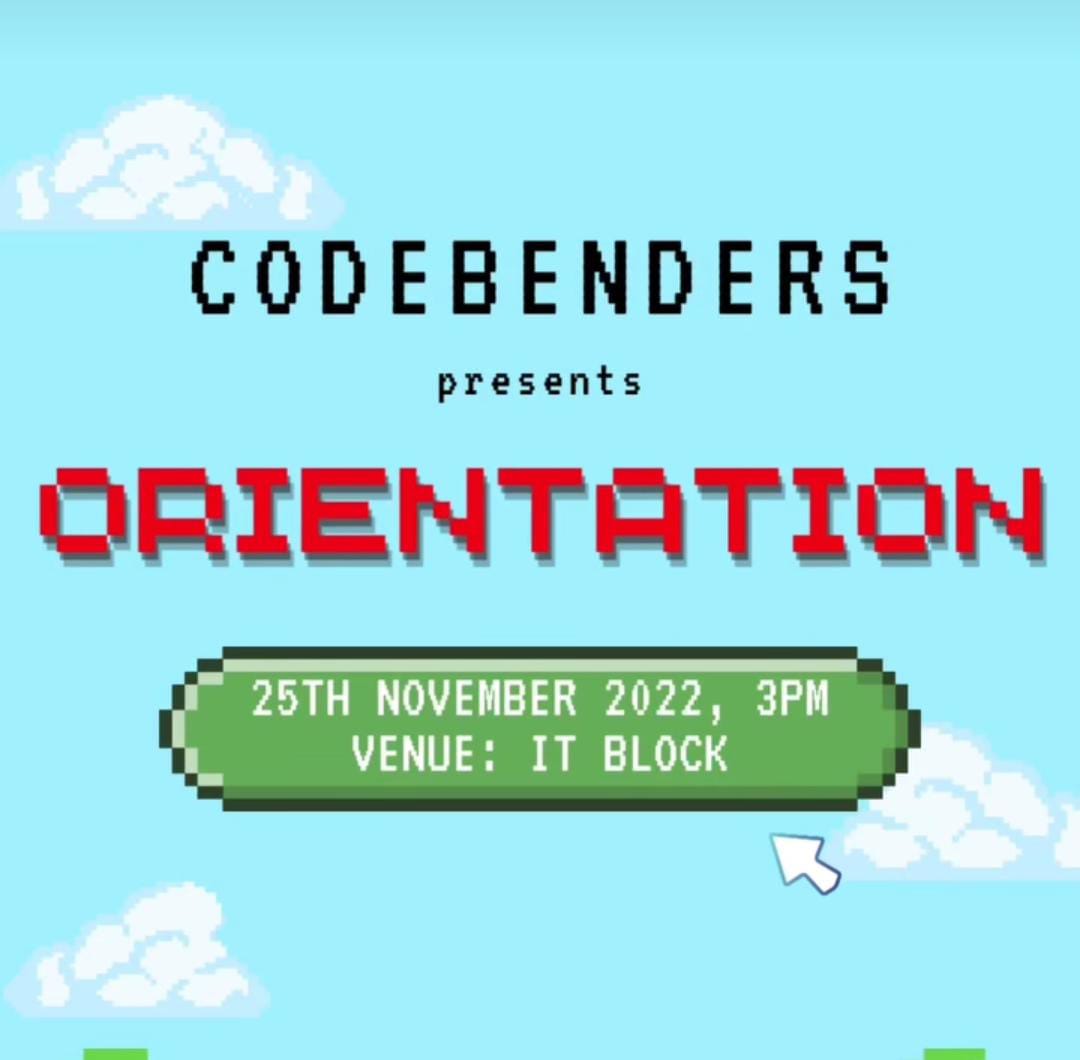 CODEBENDERS
presents
ORIENTATION
25TH NOVEMBER 2022, 3PM
VENUE: IT BLOCK